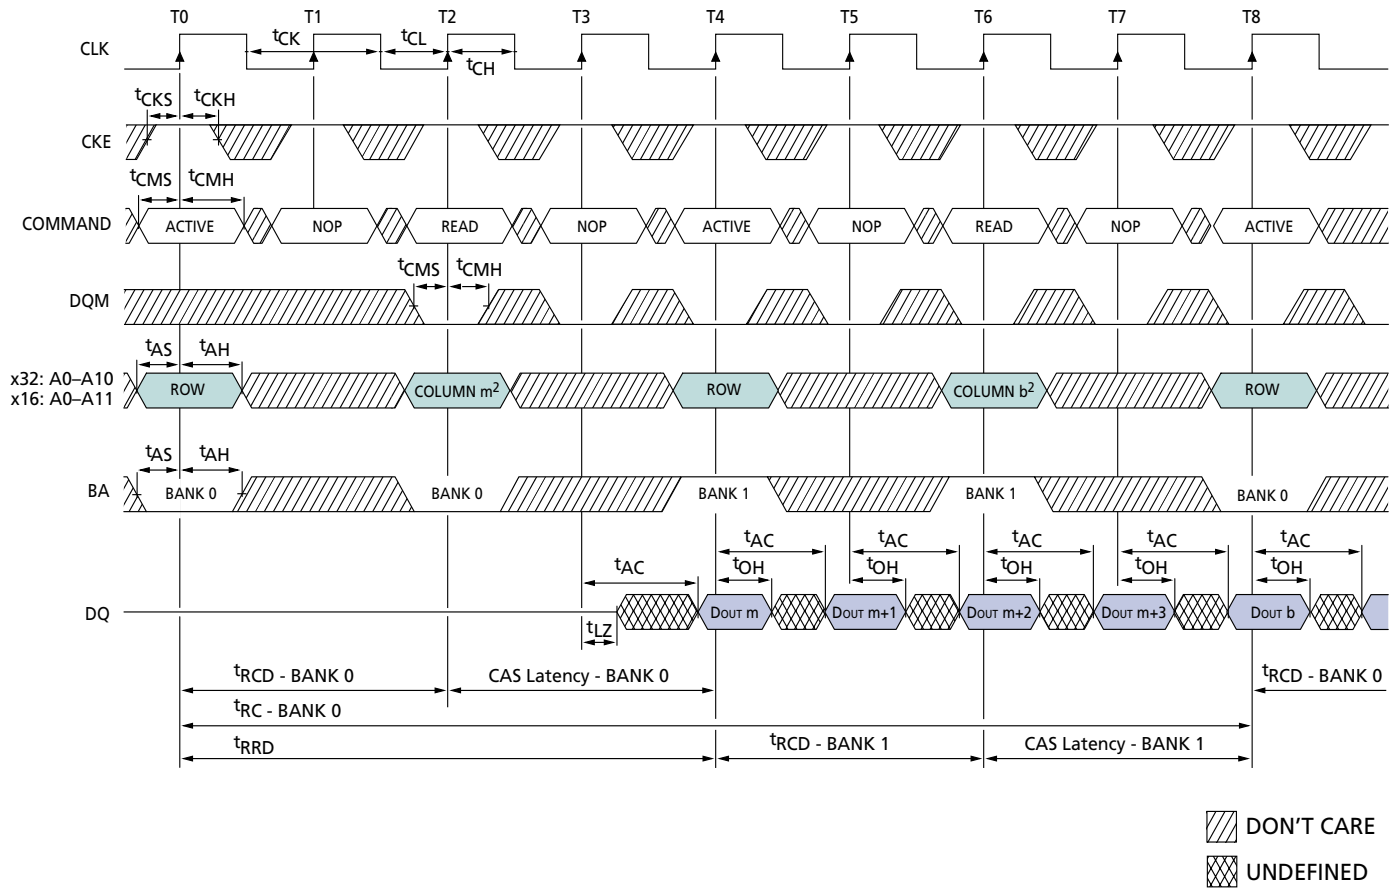 T0 T1 T2 T3 T4 T5 T6 T7 T8
CLK
tCK tCL
tCH
tCKS tCKH
CKE
tCMS tCMH
COMMAND ACTIVE NOP READ NOP ACTIVE NOP READ NOP ACTIVE
tCMS tCMH
DQM
tAS tAH
x32: A0–A10
x16: A0–A11
ROW COLUMN m2 ROW COLUMN b2 ROW
tAS tAH
BA BANK 0 BANK 0 BANK 1 BANK 1 BANK 0
tAC tAC tAC tAC tAC
tAC tOH tOH tOH tOH tOH
DQ DOUT m DOUT m+1 DOUT m+2 DOUT m+3 DOUT b
tLZ
tRCD - BANK 0 CAS Latency - BANK 0 tRCD - BANK 0
tRC - BANK 0
tRRD tRCD - BANK 1 CAS Latency - BANK 1
DON'T CARE
UNDEFINED